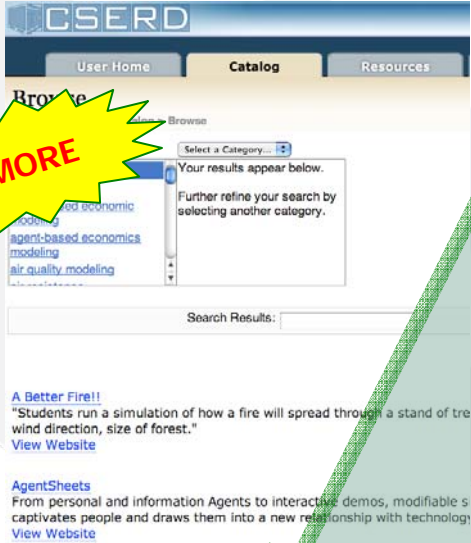 CSERD
User Home
Catalog
Resources
Browse
Browse
MORE
Select a Category...
Your results appear below.
Further refine your search by
selecting another category.
economic
modeling
agent-based economics
modeling
air quality modeling
Search Results:
A Better Fire!!
"Students run a simulation of how a fire will spread through a stand of tre
wind direction, size of forest."
View Website
AgentSheets
From personal and information Agents to interactive demos, modifiable s
captivates people and draws them into a new relationship with technology
View Website